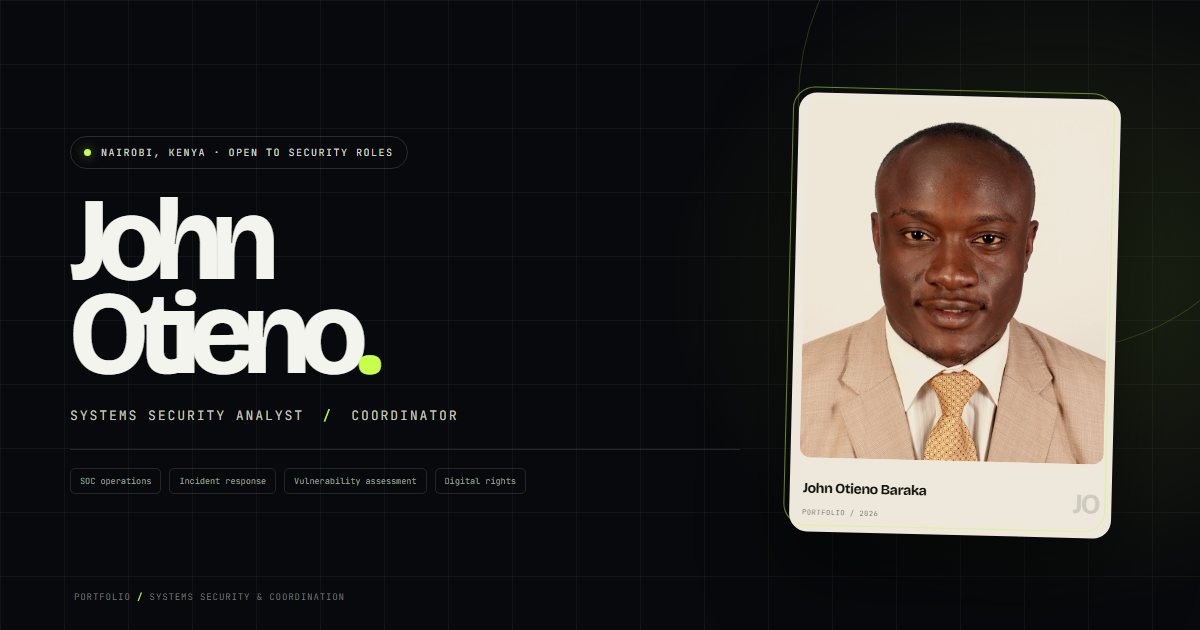 NAIROBI, KENYA · OPEN TO SECURITY ROLES
John
Otieno.
SYSTEMS SECURITY ANALYST / COORDINATOR
SOC operations
Incident response
Vulnerability assessment
Digital rights
PORTFOLIO / SYSTEMS SECURITY & COORDINATION
John Otieno Baraka
PORTFOLIO / 2026
JO